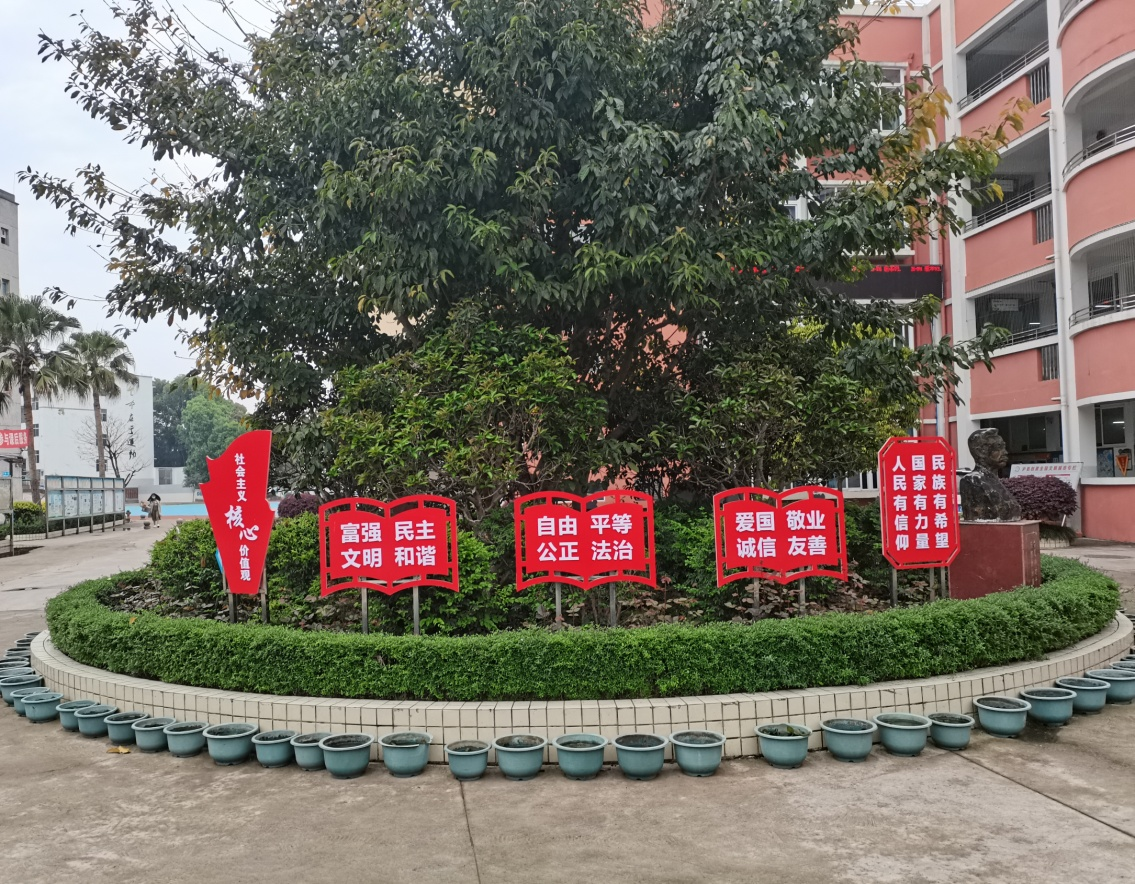 社会主义
核心
价值观
富强 民主
文明 和谐
自由 平等
公正 法治
爱国 敬业
诚信 友善
人民有信仰
国家有力量
民族有希望